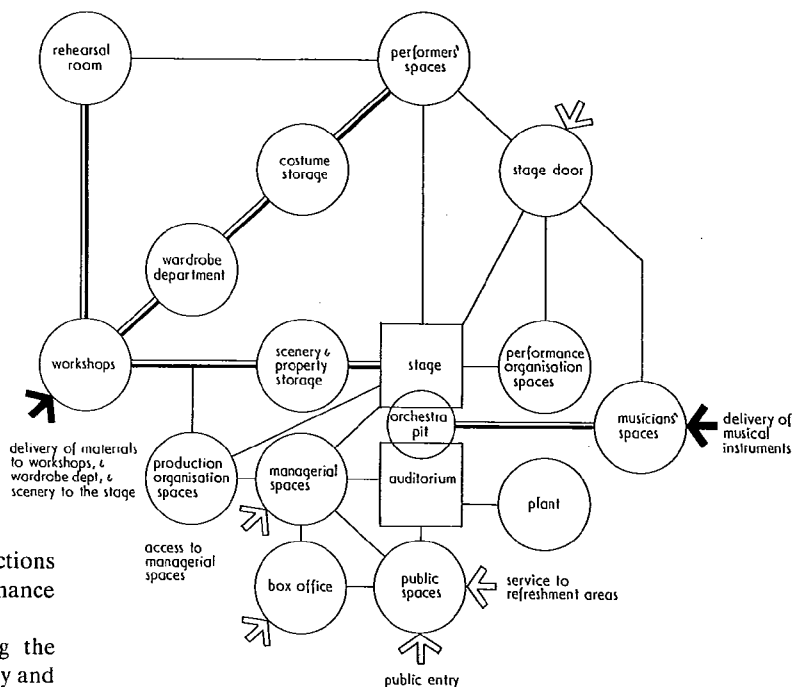 rehearsal
room
performers'
spaces
costume
storage
stage door
wardrobe
department
workshops
scenery &
property
storage
stage
performance
organisation
spaces
orchestra
pit
musicians'
spaces
delivery of
musical
instruments
delivery of materials
to workshops, &
wardrobe dept, &
scenery to the stage
production
organisation
spaces
managerial
spaces
auditorium
plant
access to
managerial
spaces
box office
public
spaces
service to
refreshment areas
public entry
ctions
nance
g the
y and